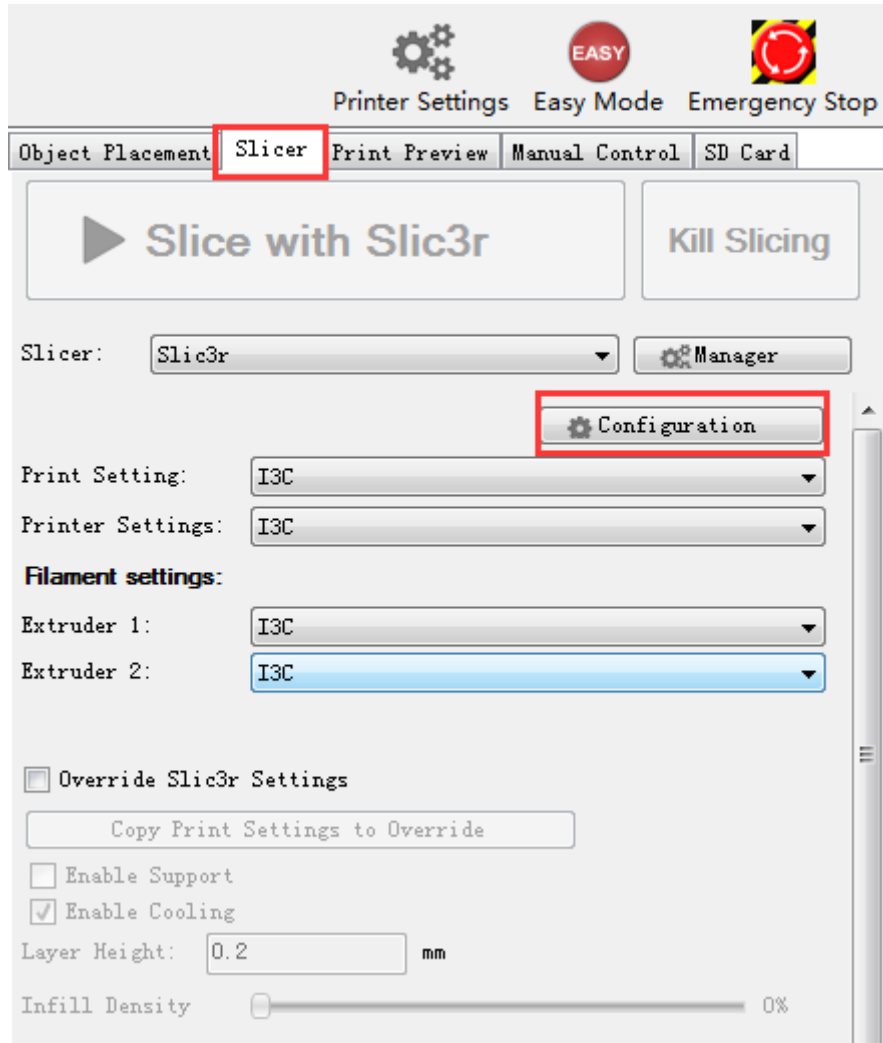 EASY
Printer Settings Easy Mode Emergency Stop
Object Placement Slicer Print Preview Manual Control SD Card
Slice with Slic3r Kill Slicing
Slicer: Slic3r Manager
Configuration
Print Setting: I3C
Printer Settings: I3C
Filament settings:
Extruder 1: I3C
Extruder 2: I3C
Override Slic3r Settings
Copy Print Settings to Override
Enable Support
Enable Cooling
Layer Height: 0.2 mm
Infill Density 0%